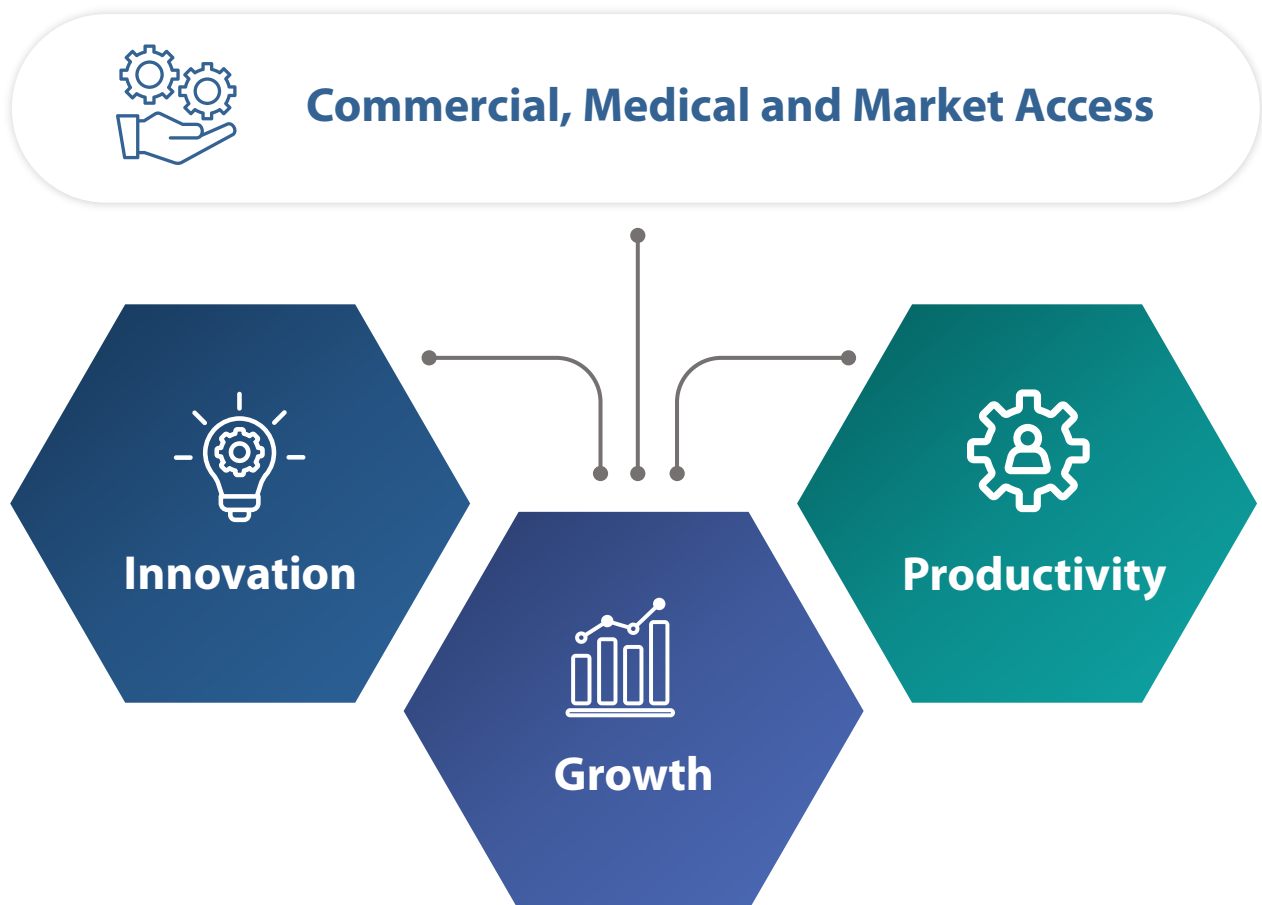 Commercial, Medical and Market Access
Innovation
Productivity
Growth